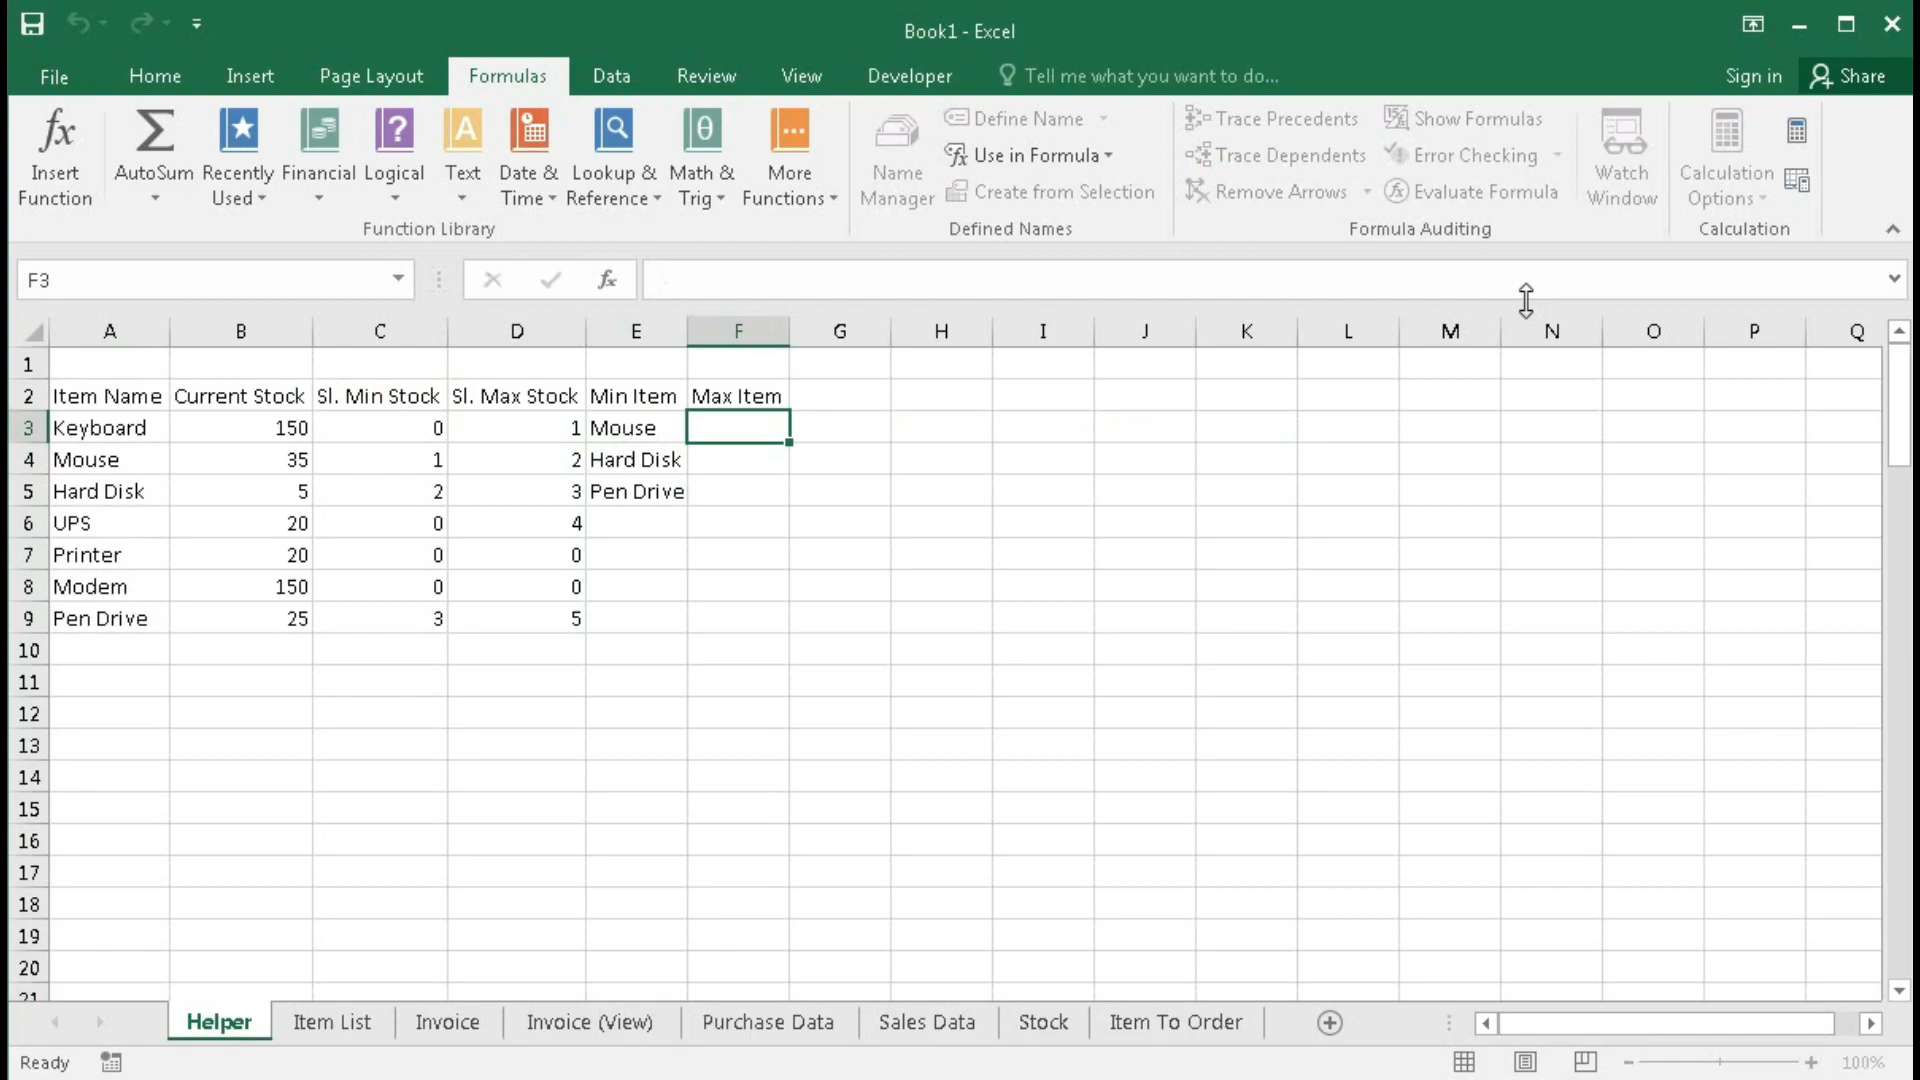 Book1 - Excel
File Home Insert Page Layout Formulas Data Review View Developer Tell me what you want to do... Sign in Share
fx Σ ? A θ
Insert Function AutoSum Recently Used Financial Logical Text Date & Time Lookup & Reference Math & Trig More Functions
Name Manager Define Name Use in Formula Create from Selection
Trace Precedents Show Formulas
Trace Dependents Error Checking
Remove Arrows Evaluate Formula
Watch Window Calculation Options
Function Library Defined Names Formula Auditing Calculation
F3 fx
A B C D E F G H I J K L M N O P Q
1
2 Item Name Current Stock Sl. Min Stock Sl. Max Stock Min Item Max Item
3 Keyboard 150 0 1 Mouse
4 Mouse 35 1 2 Hard Disk
5 Hard Disk 5 2 3 Pen Drive
6 UPS 20 0 4
7 Printer 20 0 0
8 Modem 150 0 0
9 Pen Drive 25 3 5
10
11
12
13
14
15
16
17
18
19
20
21
Helper Item List Invoice Invoice (View) Purchase Data Sales Data Stock Item To Order
Ready 100%